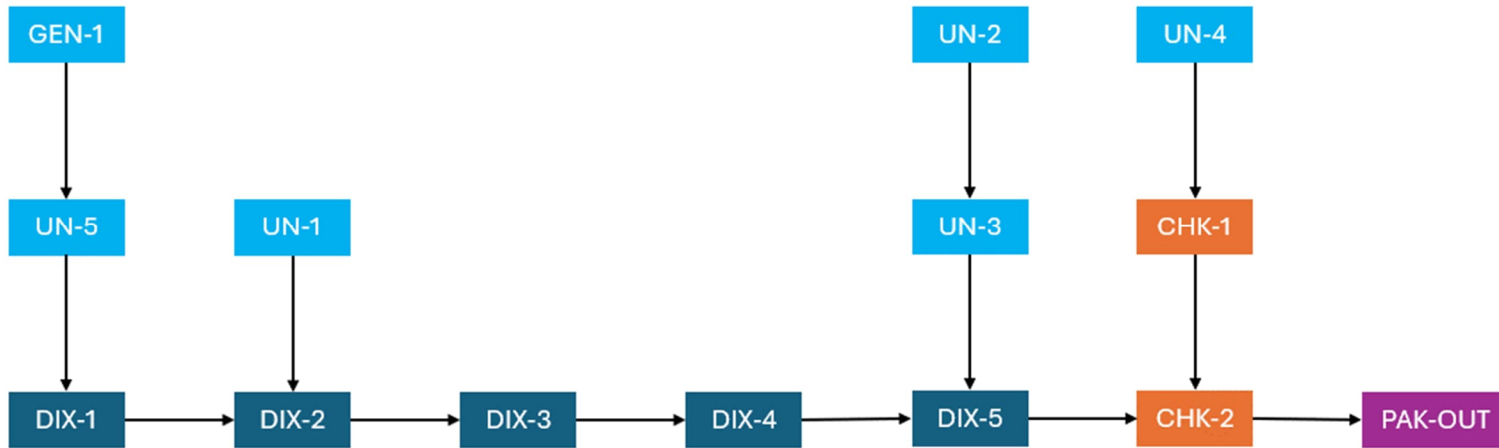 GEN-1
UN-2
UN-4
UN-5
UN-1
UN-3
CHK-1
DIX-1
DIX-2
DIX-3
DIX-4
DIX-5
CHK-2
PAK-OUT